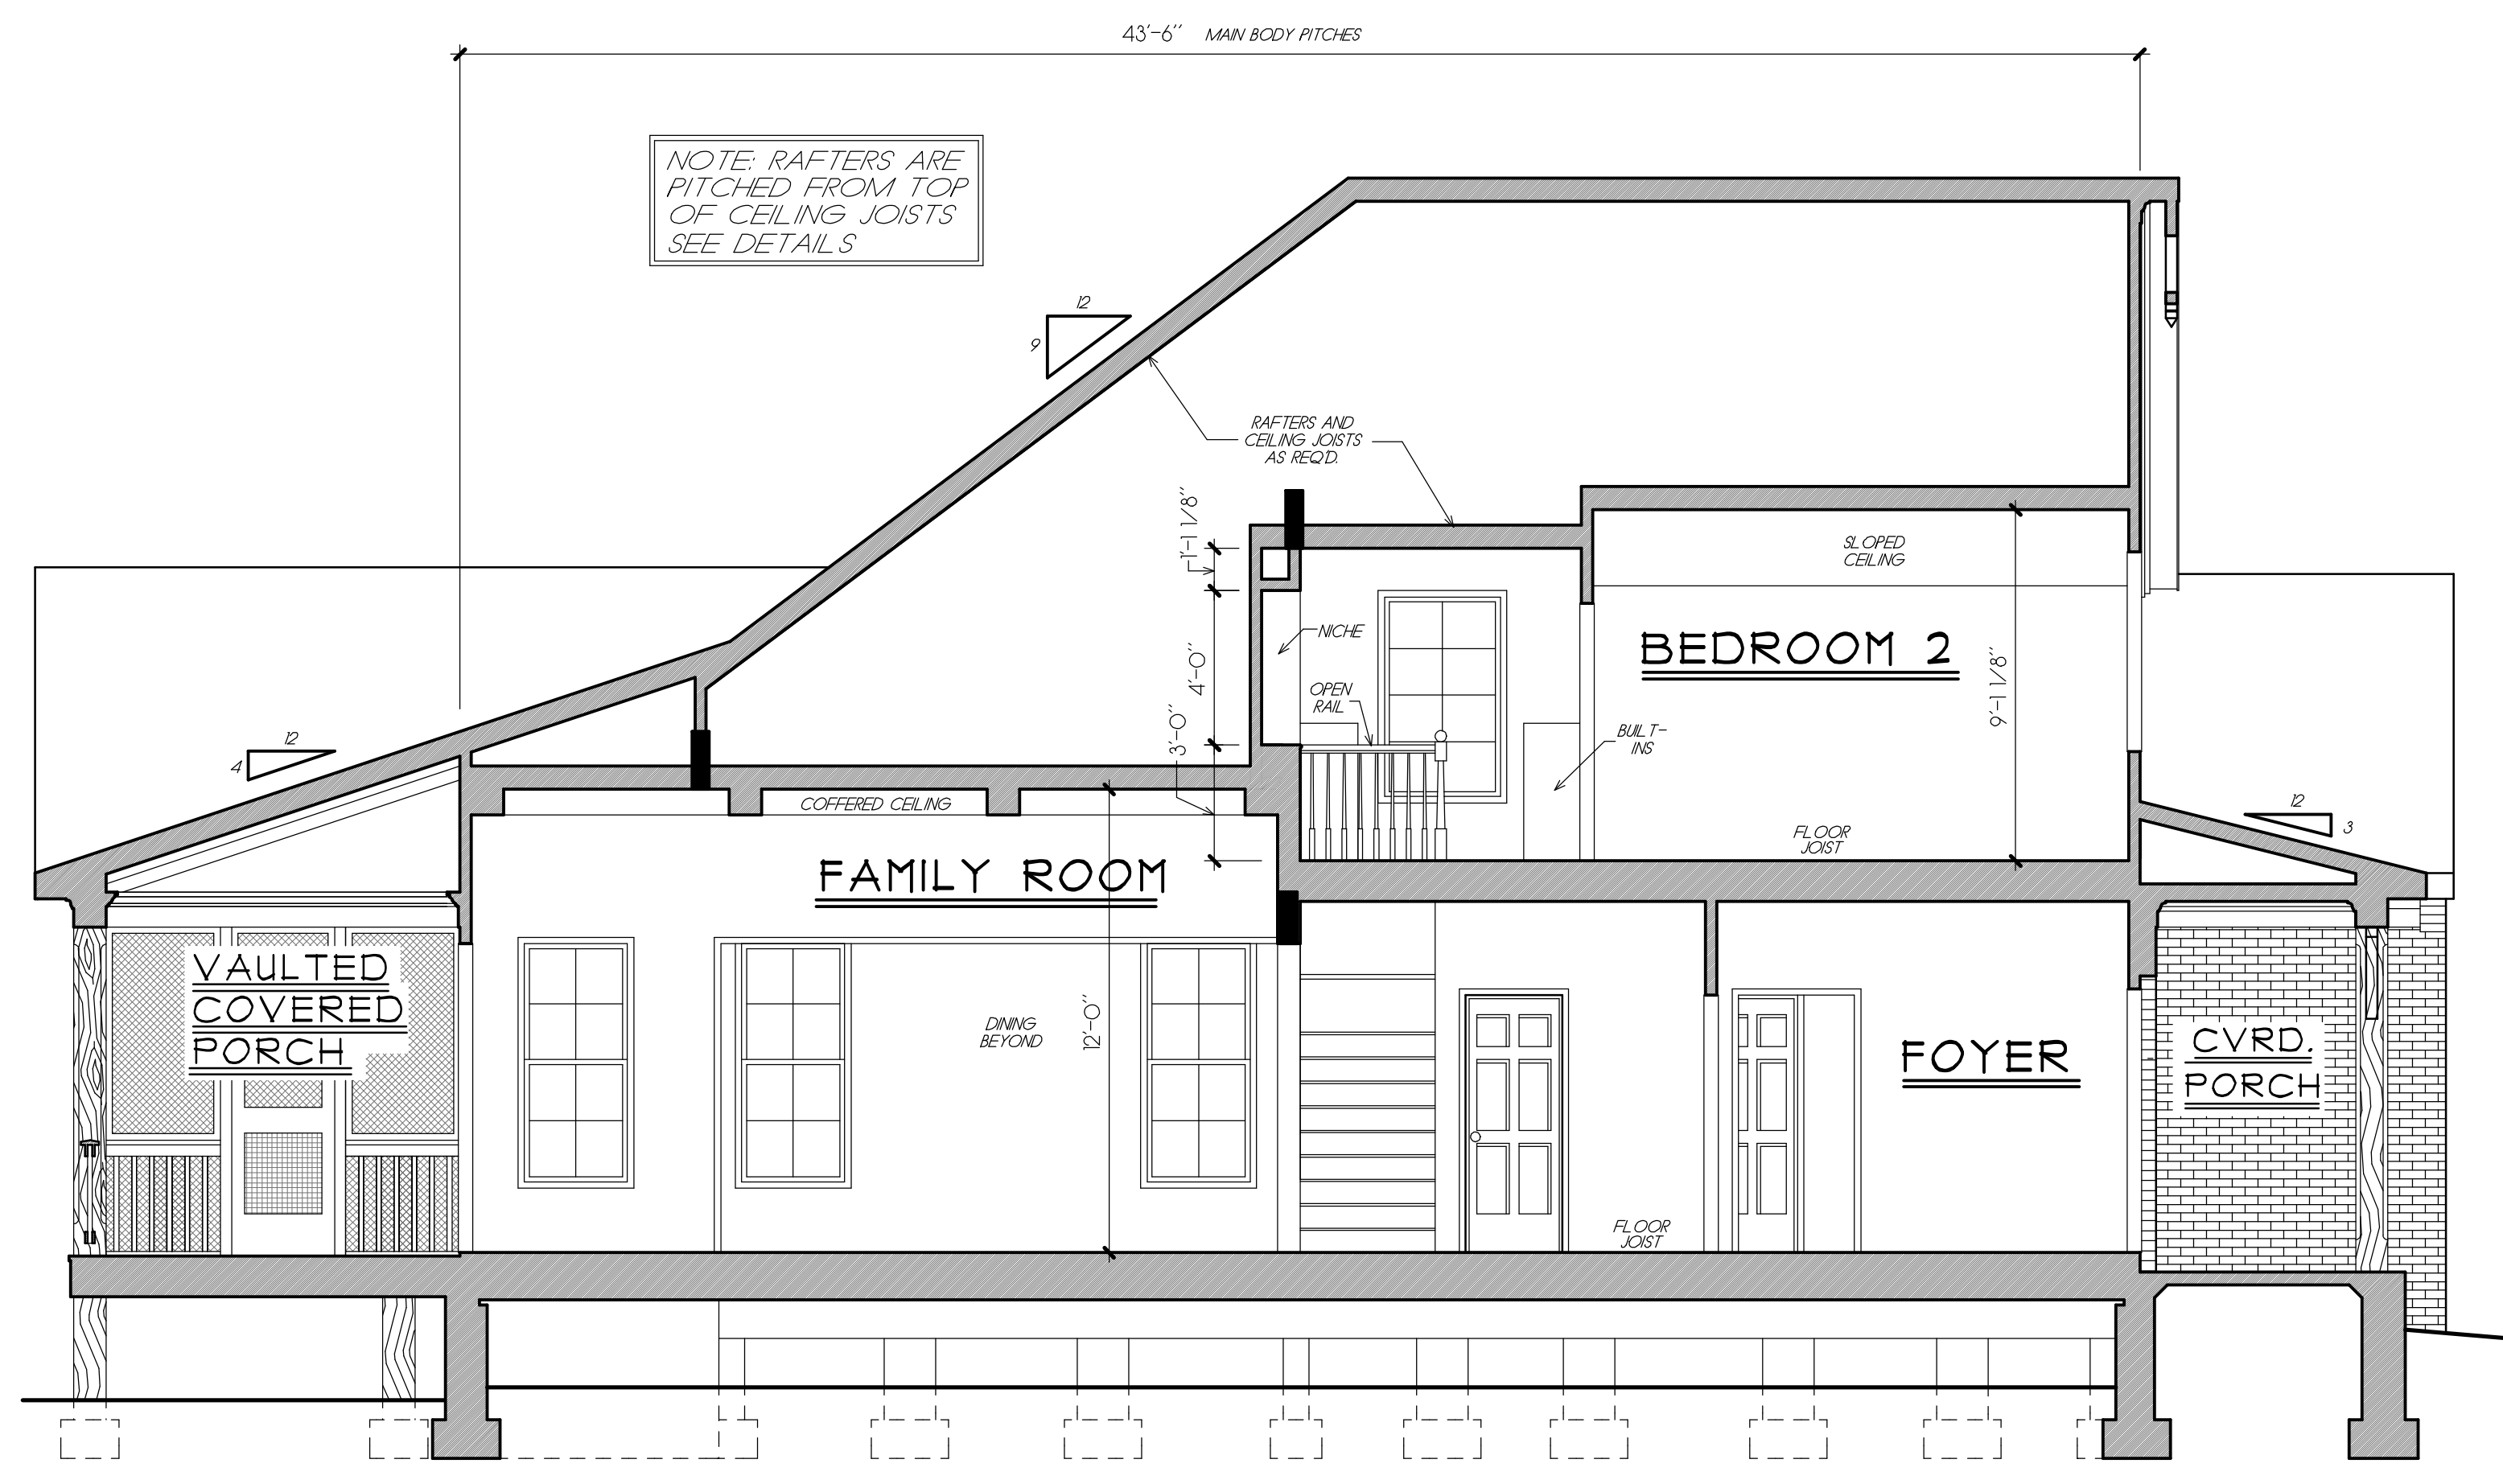 43'-6" MAIN BODY PITCHES
NOTE: RAFTERS ARE
PITCHED FROM TOP
OF CEILING JOISTS
SEE DETAILS
12
9
RAFTERS AND
CEILING JOISTS
AS REQ'D.
1'-1 1/8"
SLOPED
CEILING
NICHE
BEDROOM 2
4'-0"
9'-1 1/8"
OPEN
RAIL
3'-0"
BUILT-
INS
12
4
12
3
COFFERED CEILING
FLOOR
JOIST
FAMILY ROOM
VAULTED
COVERED
PORCH
DINING
BEYOND
12'-0"
FOYER
CVRD.
PORCH
FLOOR
JOIST